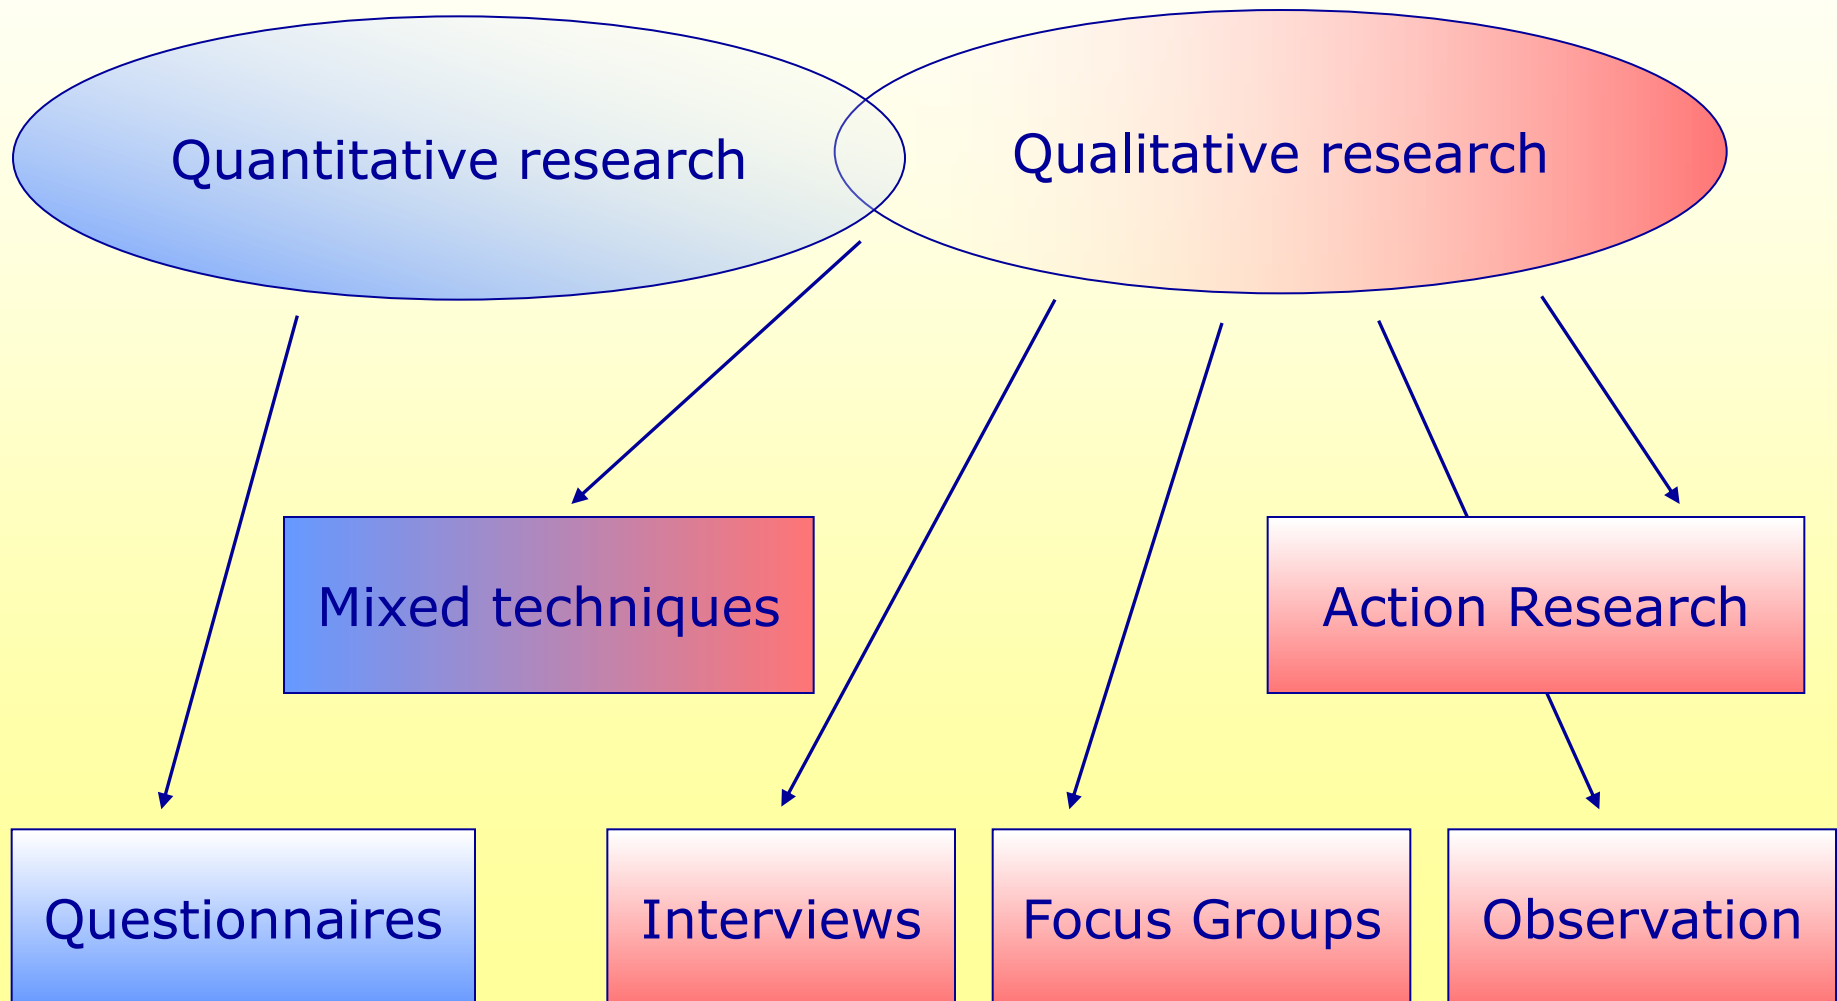 Quantitative research
Qualitative research
Mixed techniques
Action Research
Questionnaires
Interviews
Focus Groups
Observation